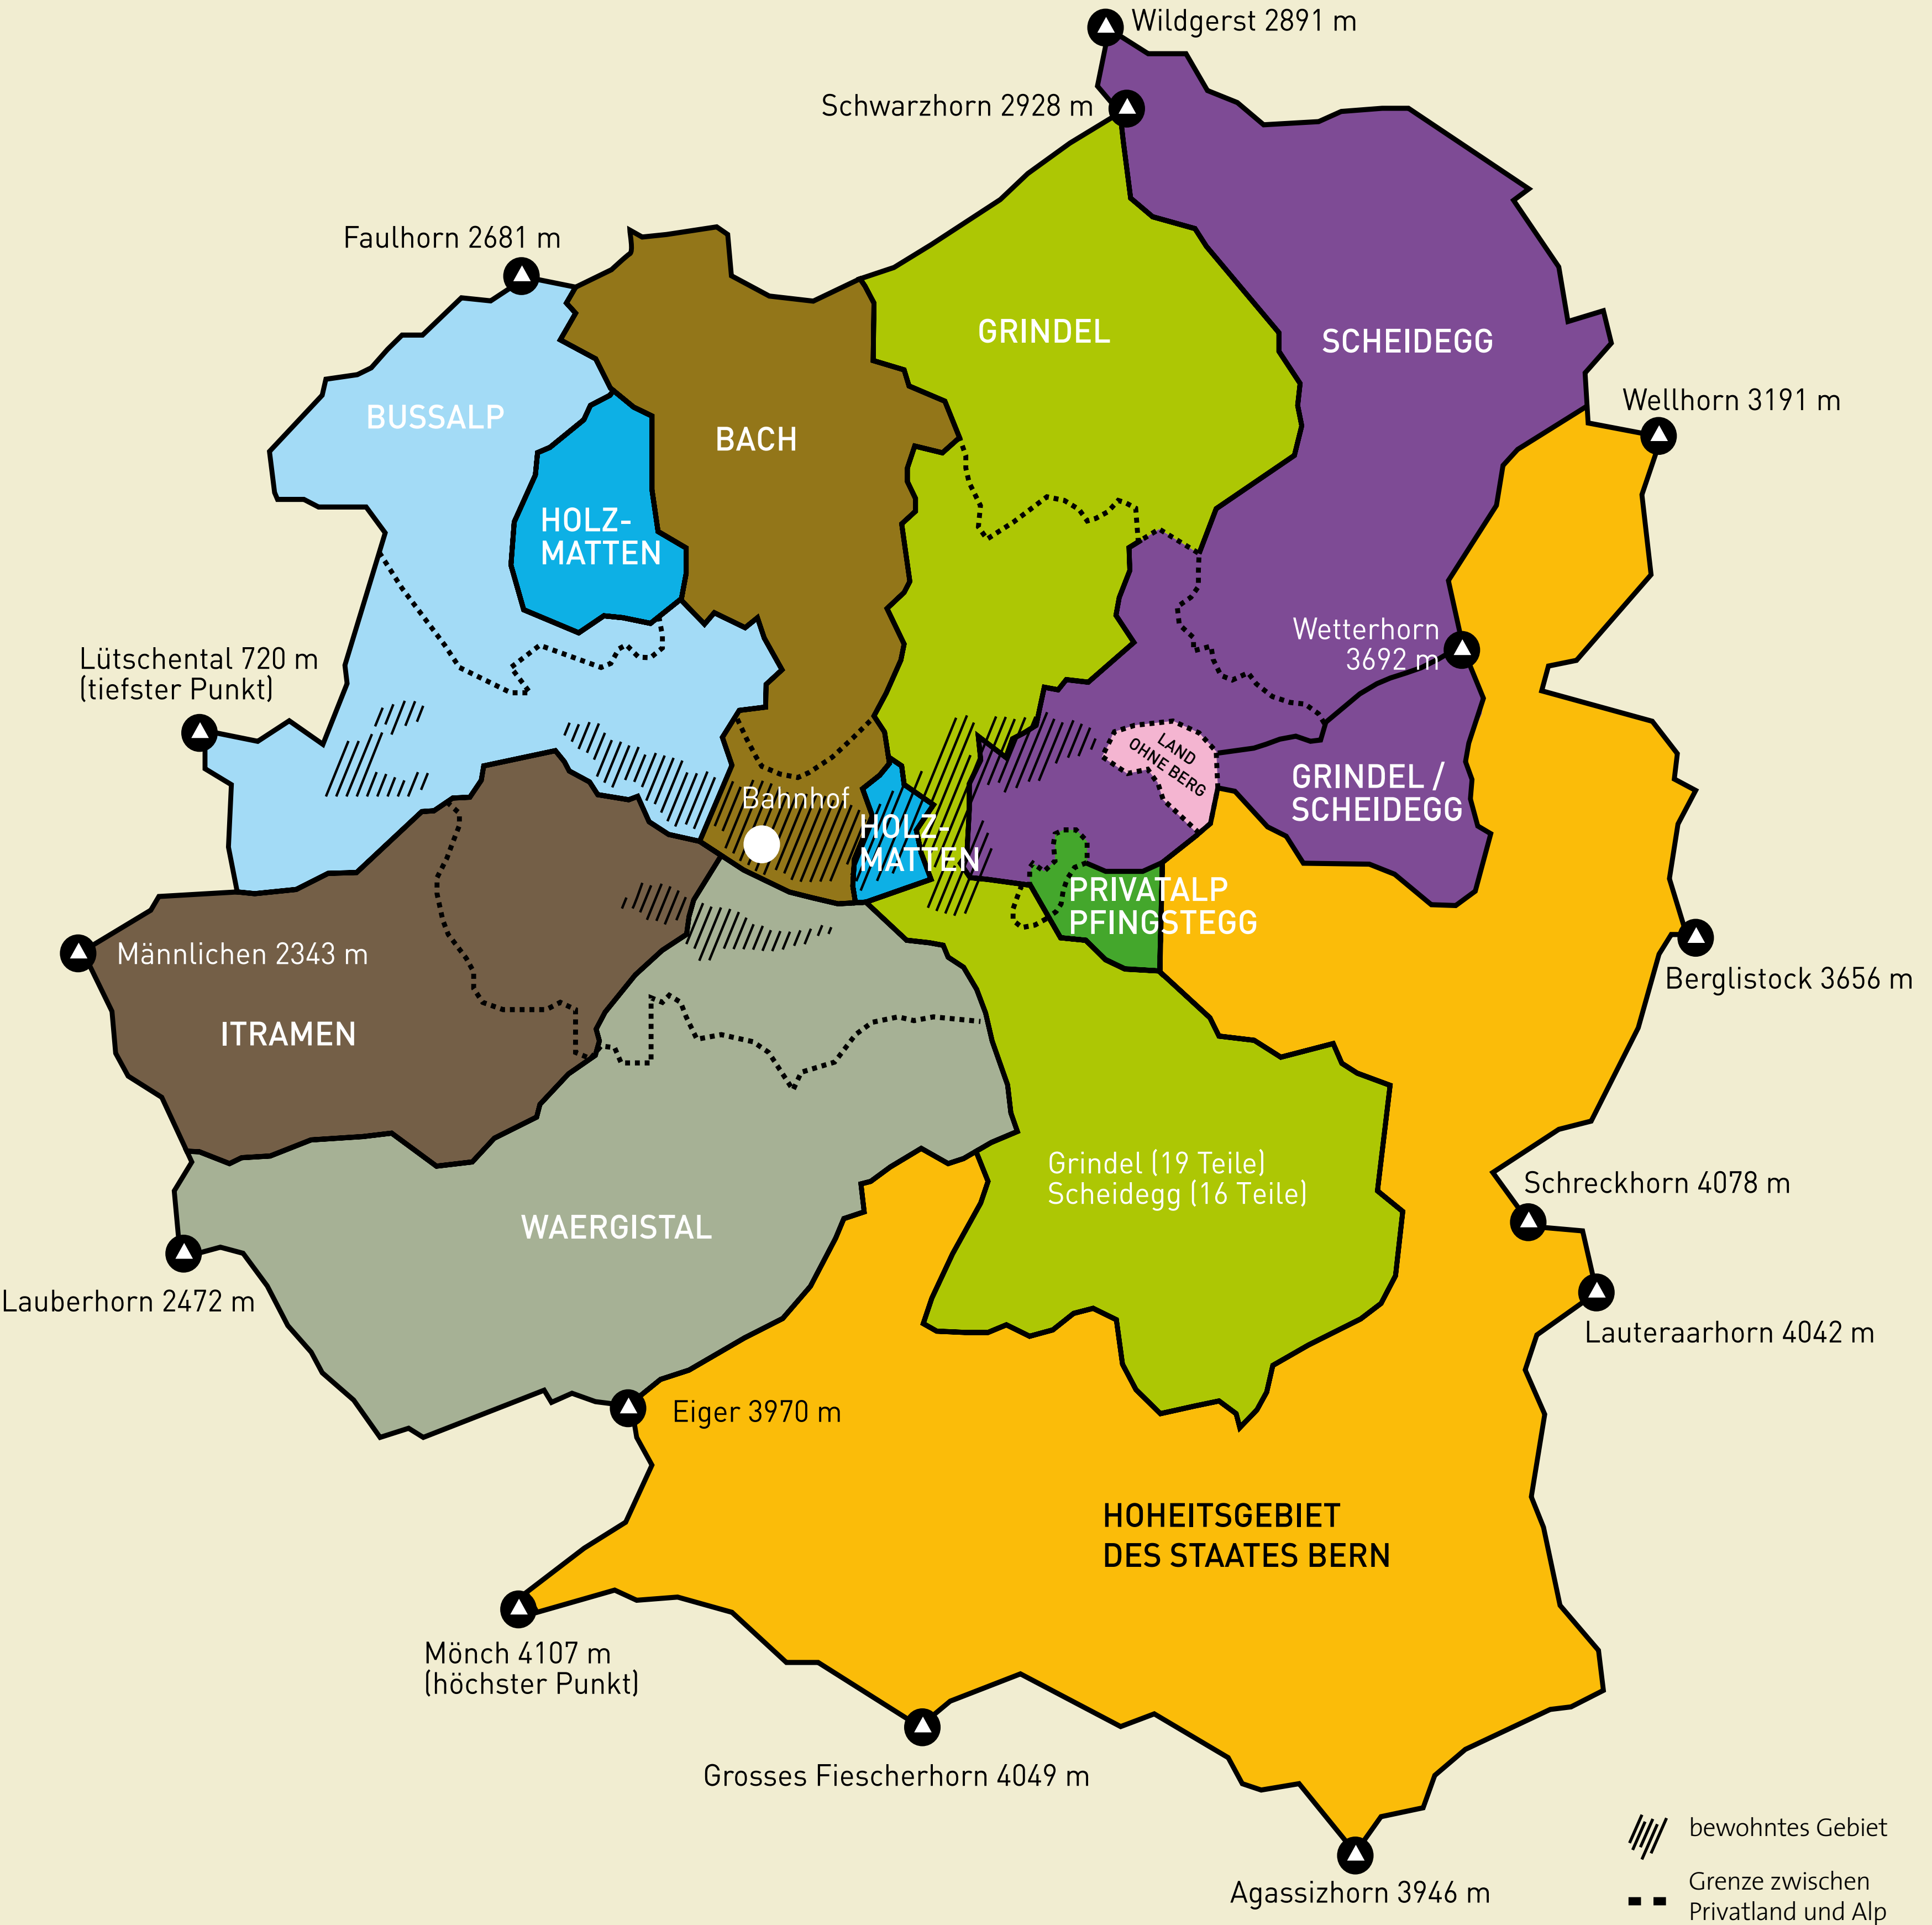 Wildgerst 2891 m
Schwarzhorn 2928 m
Faulhorn 2681 m
GRINDEL
SCHEIDEGG
Wellhorn 3191 m
BUSSALP
BACH
HOLZ-
MATTEN
Wetterhorn
3692 m
Lütschental 720 m
(tiefster Punkt)
LAND
OHNE BERG
GRINDEL /
SCHEIDEGG
Bahnhof
HOLZ-
MATTEN
PRIVATALP
PFINGSTEGG
Männlichen 2343 m
Berglistock 3656 m
ITRAMEN
Grindel (19 Teile)
Scheidegg (16 Teile)
Schreckhorn 4078 m
WAERGISTAL
Lauberhorn 2472 m
Lauteraarhorn 4042 m
Eiger 3970 m
HOHEITSGEBIET
DES STAATES BERN
Mönch 4107 m
(höchster Punkt)
Grosses Fiescherhorn 4049 m
Agassizhorn 3946 m
bewohntes Gebiet
Grenze zwischen
Privatland und Alp